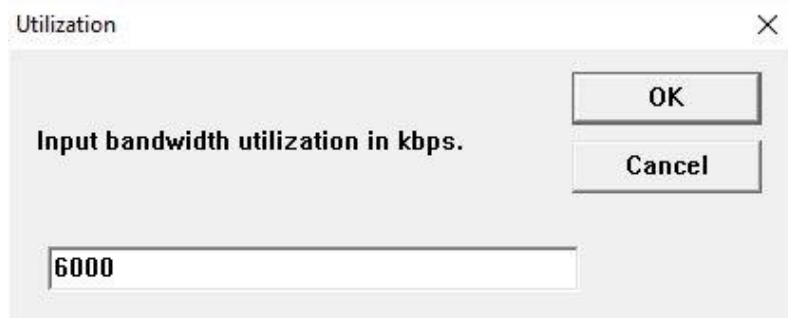 Utilization
OK
Input bandwidth utilization in kbps.
Cancel
6000